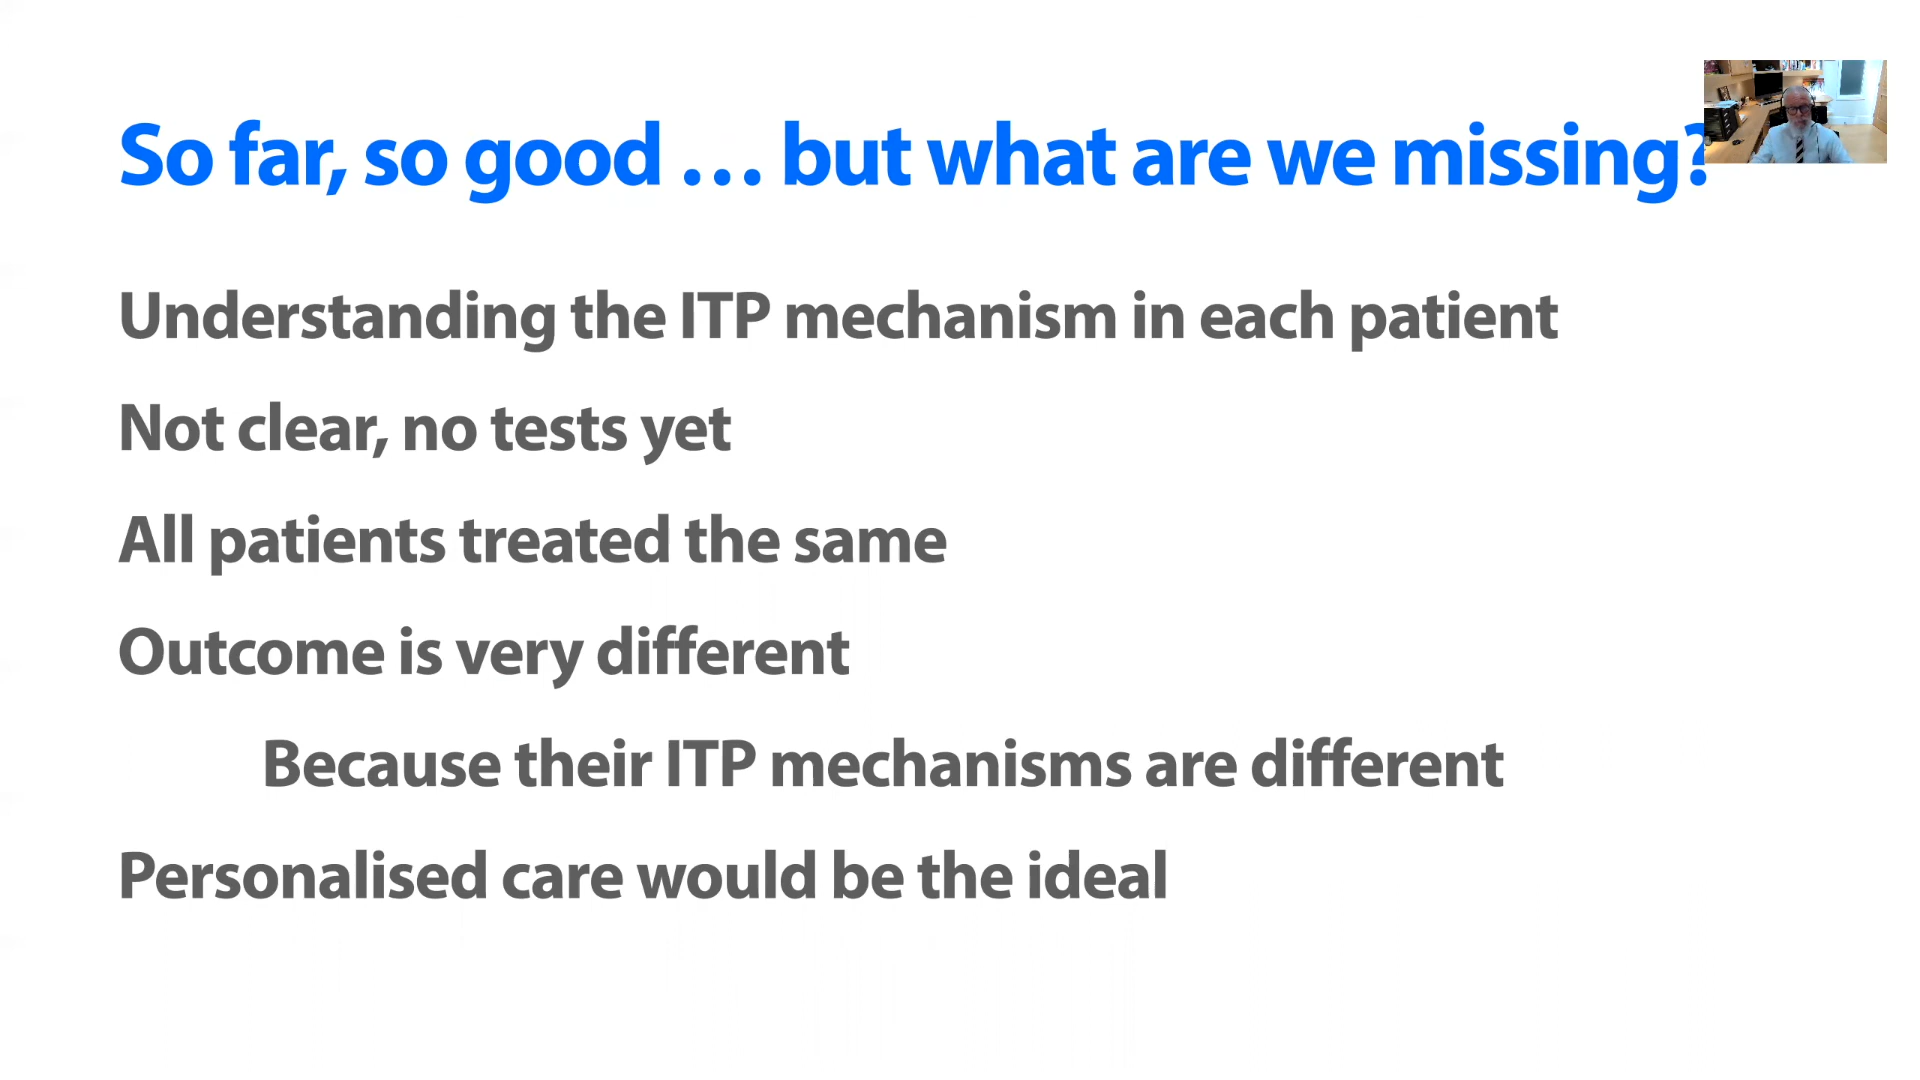 So far, so good … but what are we missing?
Understanding the ITP mechanism in each patient
Not clear, no tests yet
All patients treated the same
Outcome is very different
Because their ITP mechanisms are different
Personalised care would be the ideal